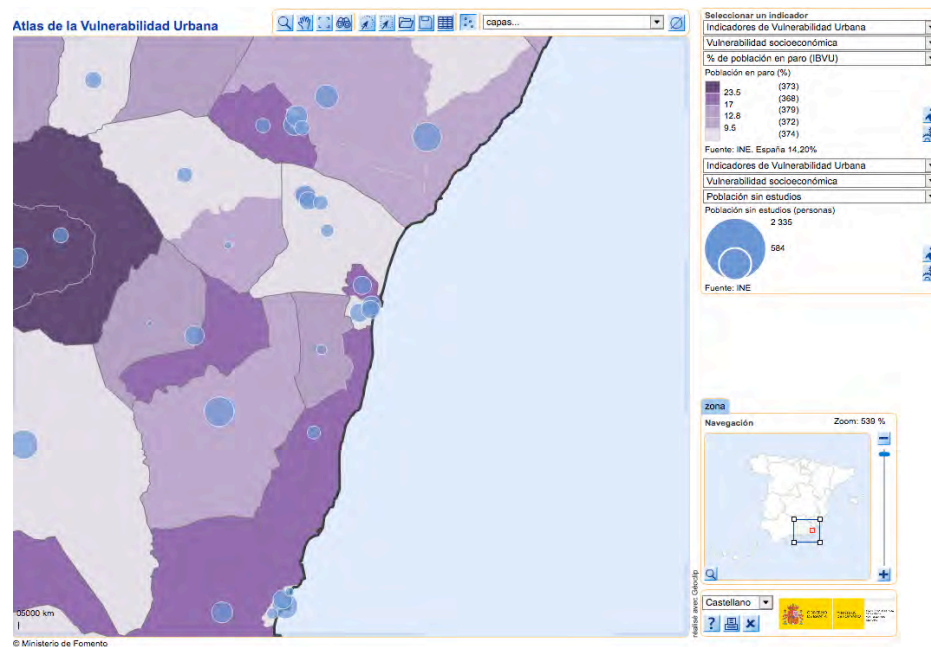 Atlas de la Vulnerabilidad Urbana
capas...
Seleccionar un indicador
Indicadores de Vulnerabilidad Urbana
Vulnerabilidad socioeconómica
% de población en paro (IBVU)
Población en paro (%)
(373)
23.5
(368)
17
(379)
12.8
(372)
9.5
(374)
Fuente: INE. España 14,20%
Indicadores de Vulnerabilidad Urbana
Vulnerabilidad socioeconómica
Población sin estudios
Población sin estudios (personas)
2 335
584
Fuente: INE
zona
Navegación
Zoom: 539 %
réalisé avec Géoclip
Castellano
05000 km
© Ministerio de Fomento